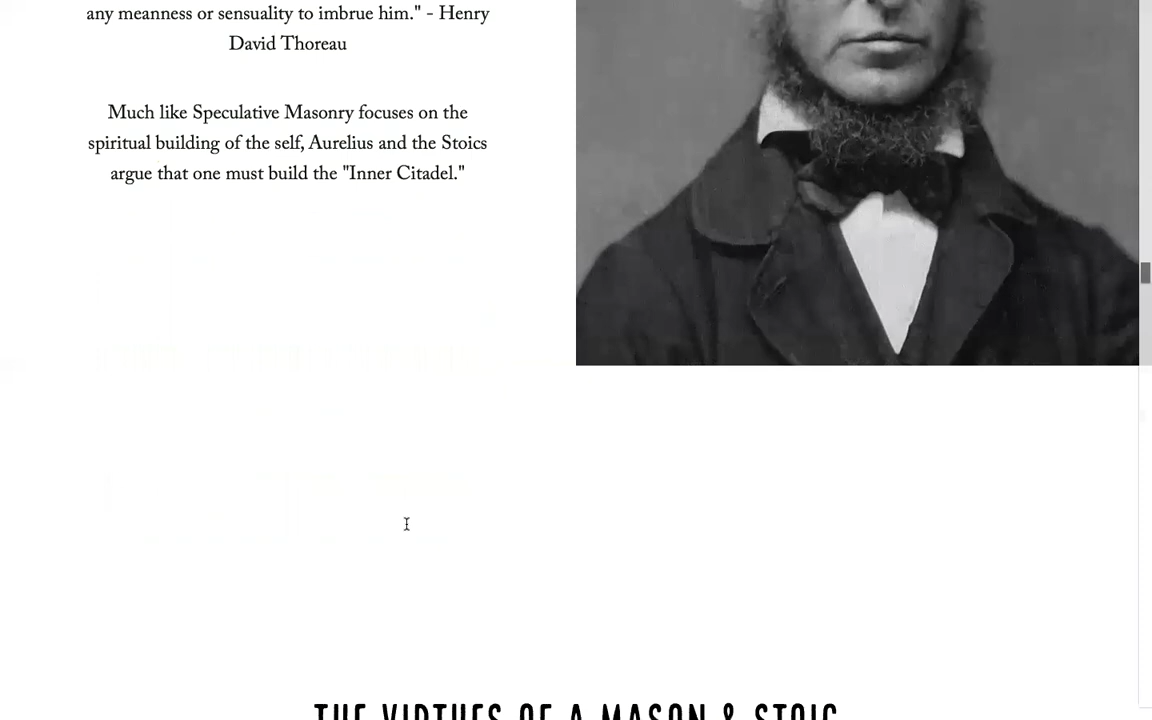 any meanness or sensuality to imbrue him." - Henry
David Thoreau
Much like Speculative Masonry focuses on the
spiritual building of the self, Aurelius and the Stoics
argue that one must build the "Inner Citadel."
THE VIRTUES OF A MASON & STOIC